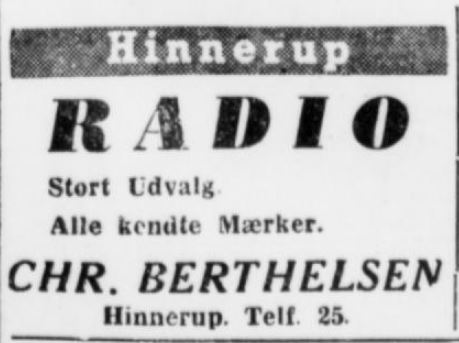 Hinnerup
RADIO
Stort Udvalg.
Alle kendte Mærker.
CHR. BERTHELSEN
Hinnerup. Telf. 25.